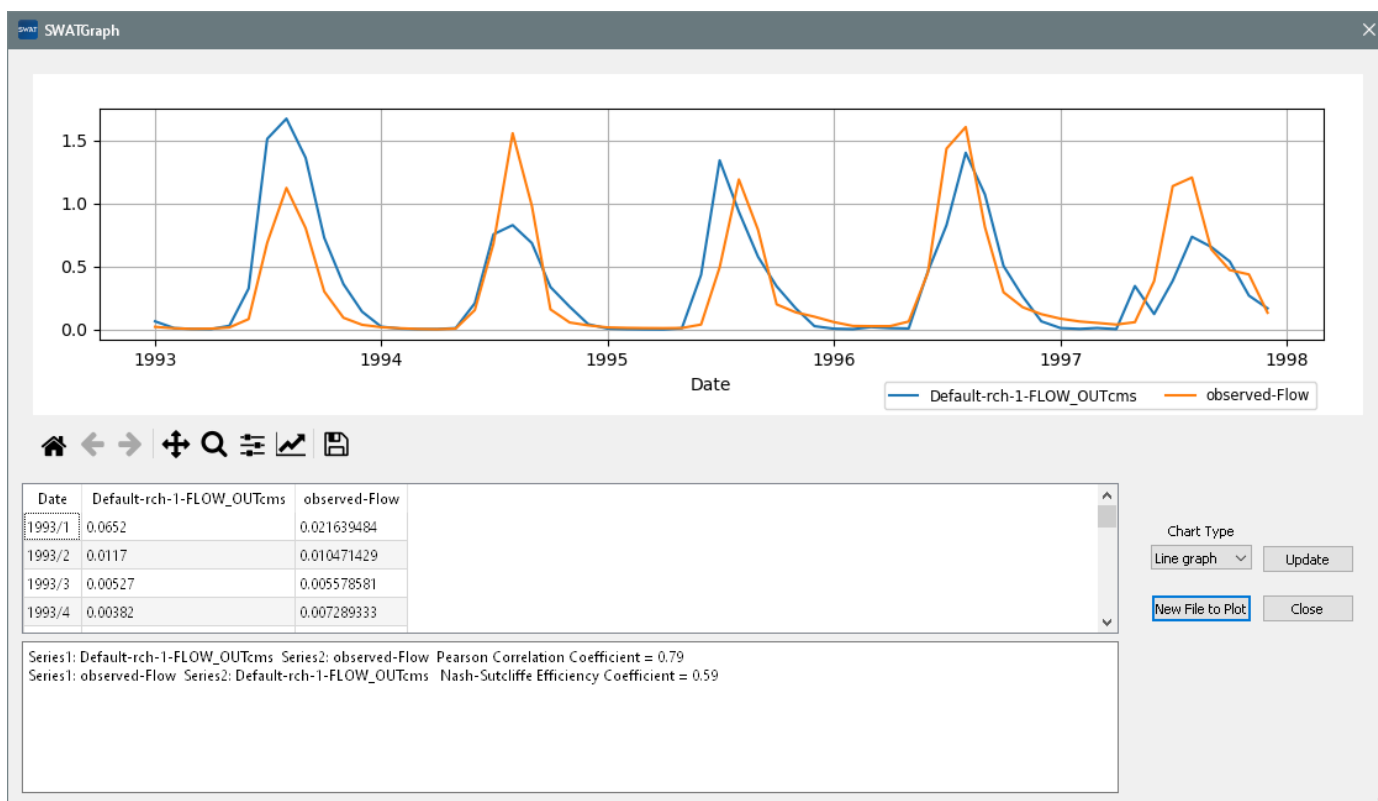 SWAT SWATGraph
1.5
1.0
0.5
0.0
1993 1994 1995 1996 1997 1998
Date
Default-rch-1-FLOW_OUTcms observed-Flow
Date Default-rch-1-FLOW_OUTcms observed-Flow
1993/1 0.0652 0.021639484
1993/2 0.0117 0.010471429
1993/3 0.00527 0.005578581
1993/4 0.00382 0.007289333
Chart Type
Line graph Update
New File to Plot Close
Series1: Default-rch-1-FLOW_OUTcms Series2: observed-Flow Pearson Correlation Coefficient = 0.79
Series1: observed-Flow Series2: Default-rch-1-FLOW_OUTcms Nash-Sutcliffe Efficiency Coefficient = 0.59